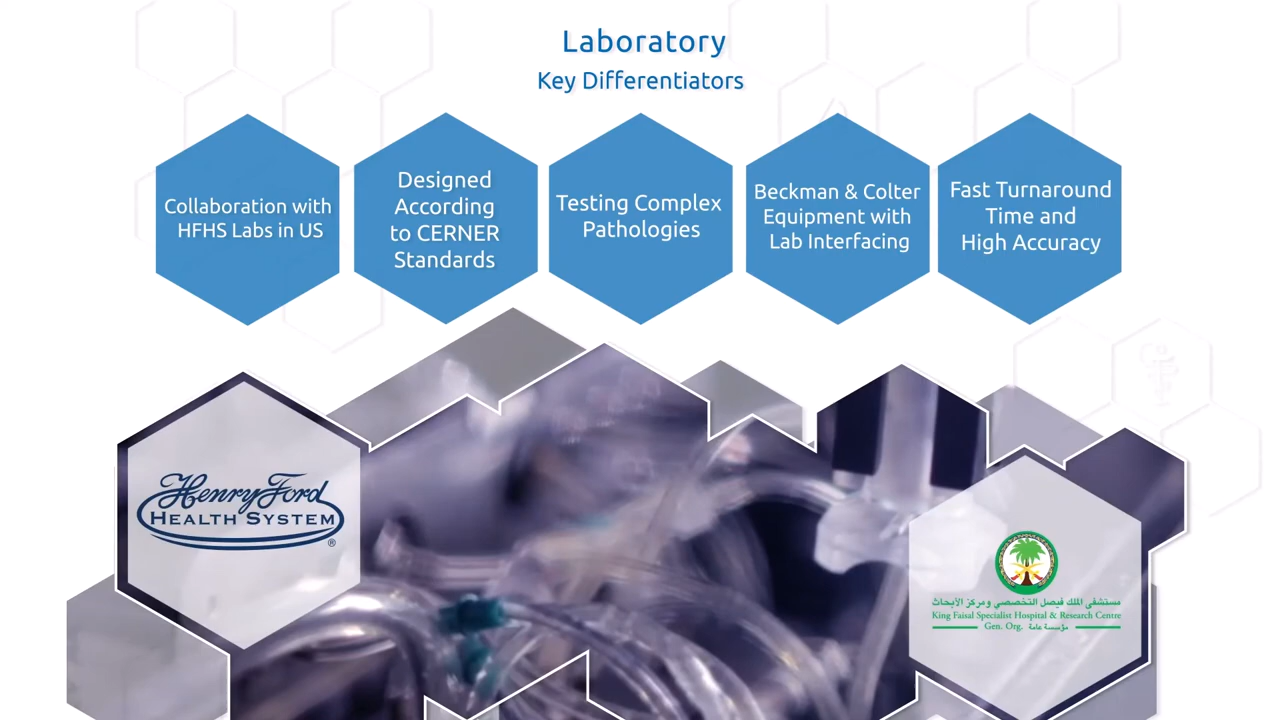 Laboratory
Key Differentiators
Collaboration with
HFHS Labs in US
Designed
According
to CERNER
Standards
Testing Complex
Pathologies
Beckman & Colter
Equipment with
Lab Interfacing
Fast Turnaround
Time and
High Accuracy
Henry Ford
HEALTH SYSTEM
®
مستشفى الملك فيصل التخصصي ومركز الأبحاث
King Faisal Specialist Hospital & Research Centre
Gen. Org. مؤسسة عامة